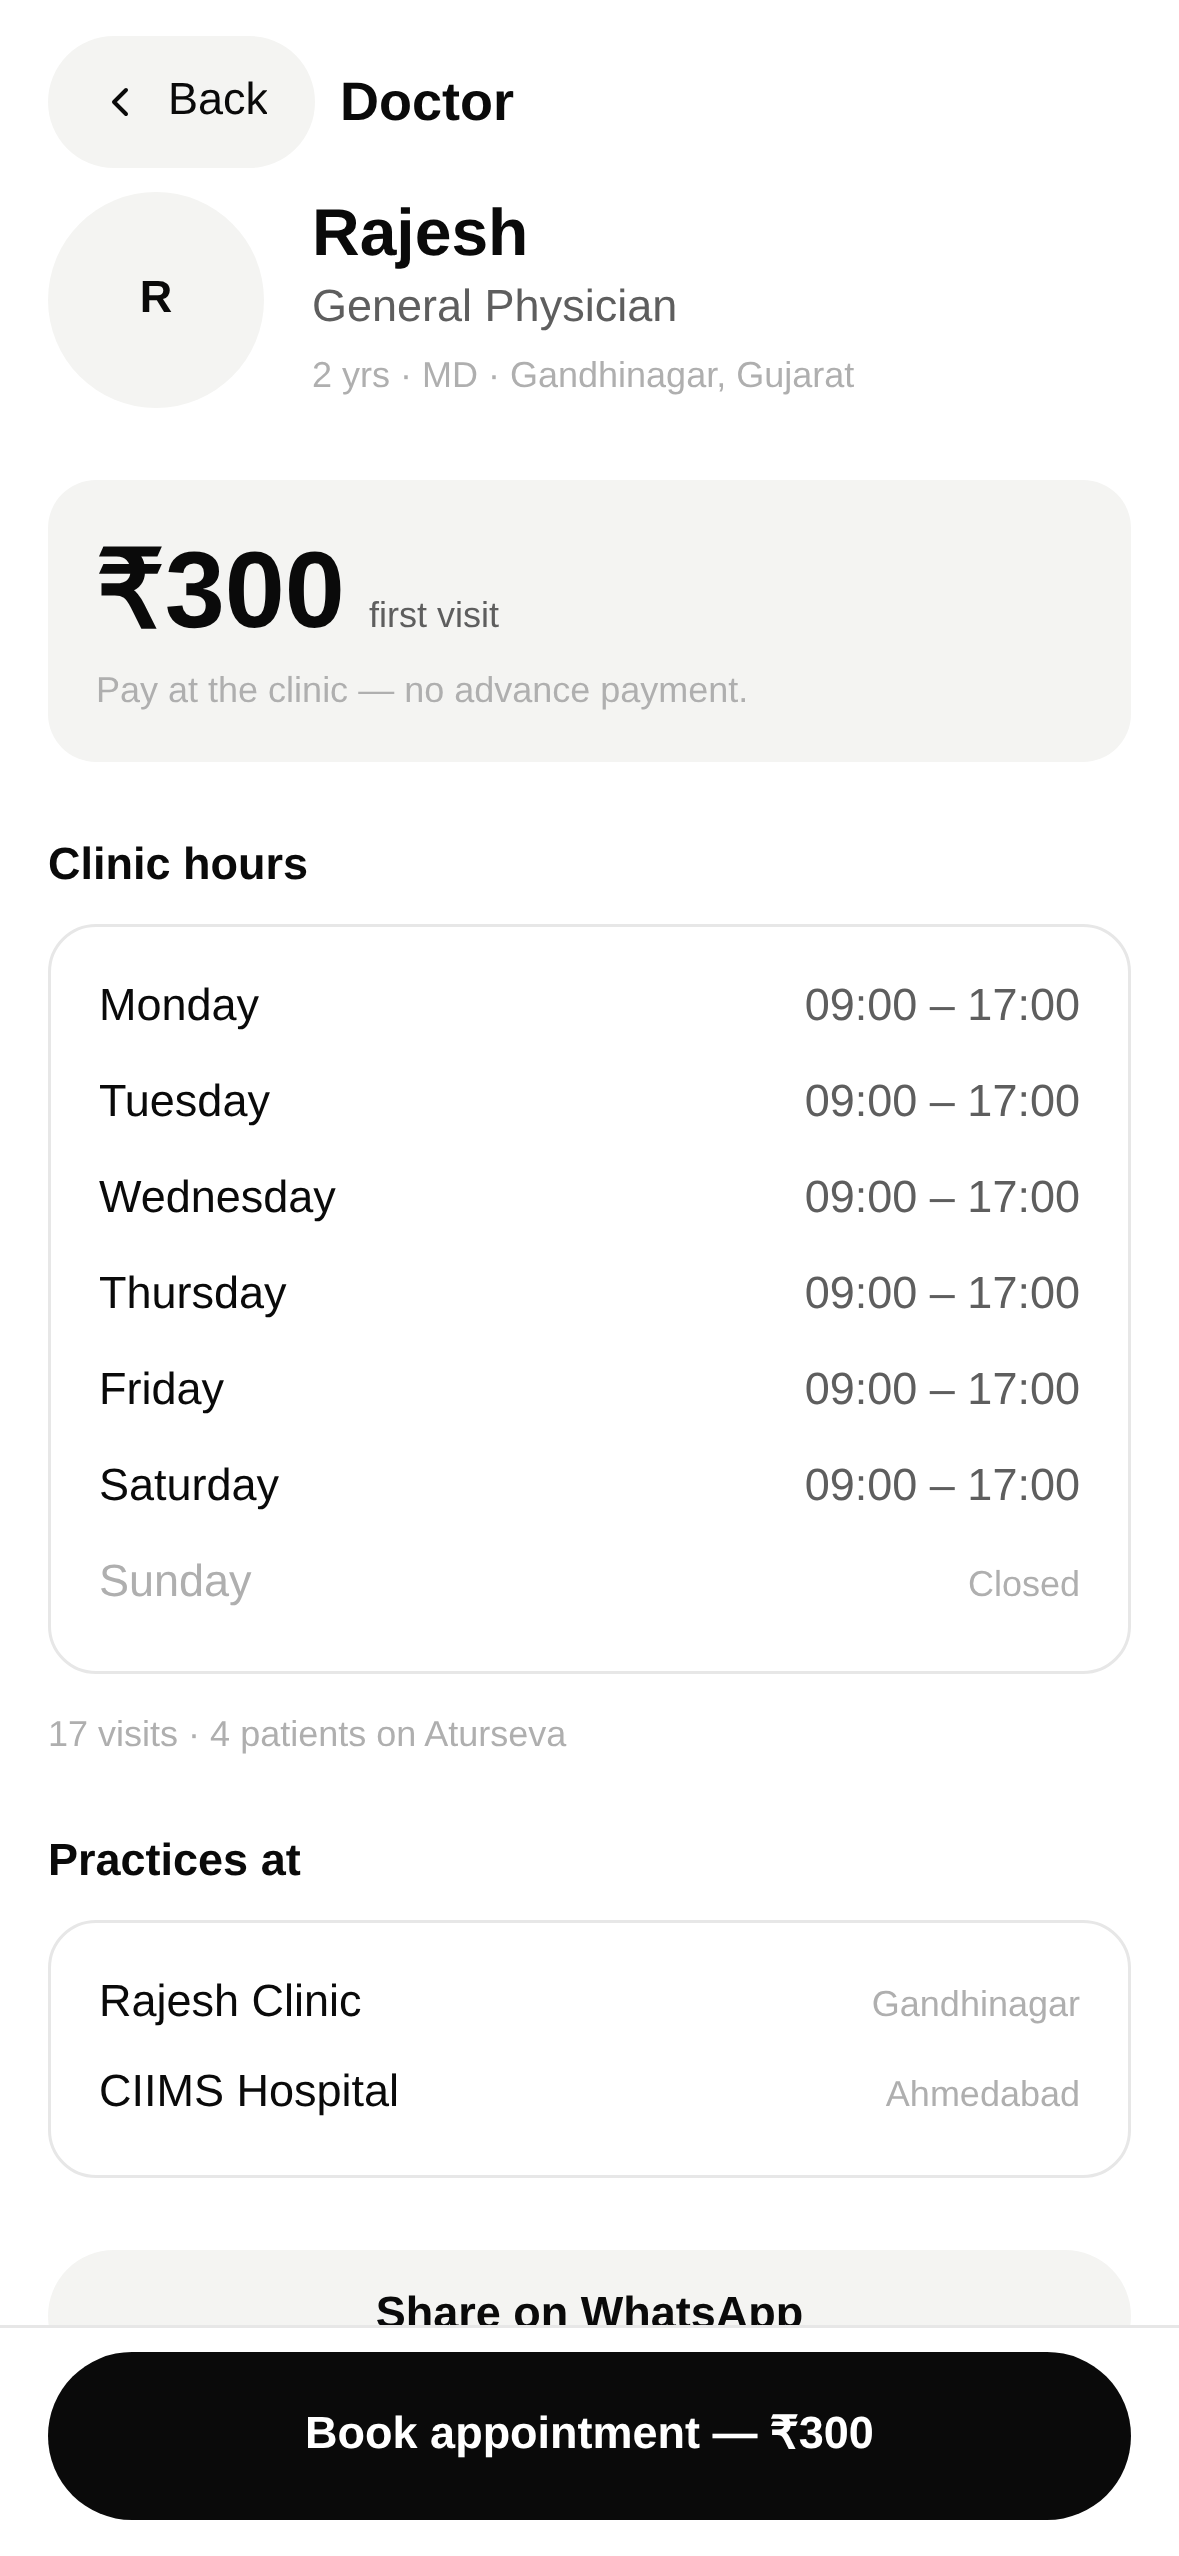 Back
Doctor
R
Rajesh
General Physician
2 yrs · MD · Gandhinagar, Gujarat
₹300 first visit
Pay at the clinic — no advance payment.
Clinic hours
Monday 09:00 – 17:00
Tuesday 09:00 – 17:00
Wednesday 09:00 – 17:00
Thursday 09:00 – 17:00
Friday 09:00 – 17:00
Saturday 09:00 – 17:00
Sunday Closed
17 visits · 4 patients on Aturseva
Practices at
Rajesh Clinic Gandhinagar
CIIMS Hospital Ahmedabad
Share on WhatsApp
Book appointment — ₹300